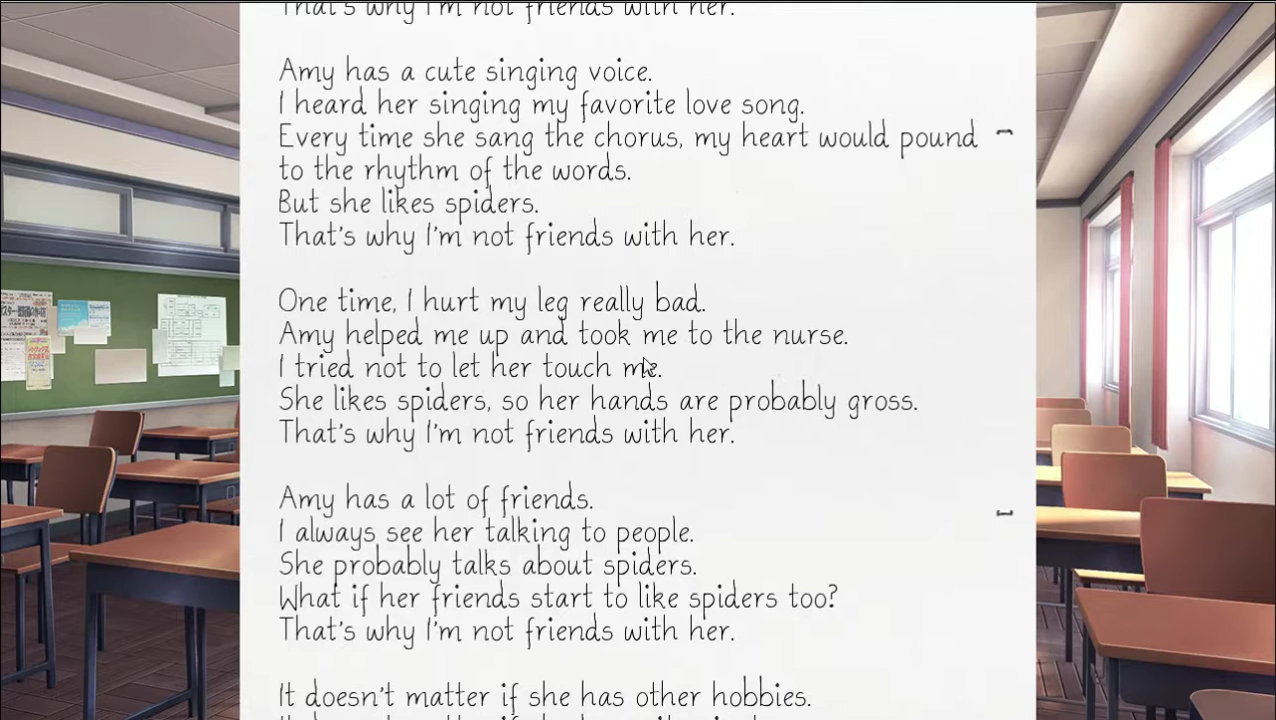 That's why I'm not friends with her.
Amy has a cute singing voice.
I heard her singing my favorite love song.
Every time she sang the chorus, my heart would pound
to the rhythm of the words.
But she likes spiders.
That's why I'm not friends with her.
One time, I hurt my leg really bad.
Amy helped me up and took me to the nurse.
I tried not to let her touch me.
She likes spiders, so her hands are probably gross.
That's why I'm not friends with her.
Amy has a lot of friends.
I always see her talking to people.
She probably talks about spiders.
What if her friends start to like spiders too?
That's why I'm not friends with her.
It doesn't matter if she has other hobbies.